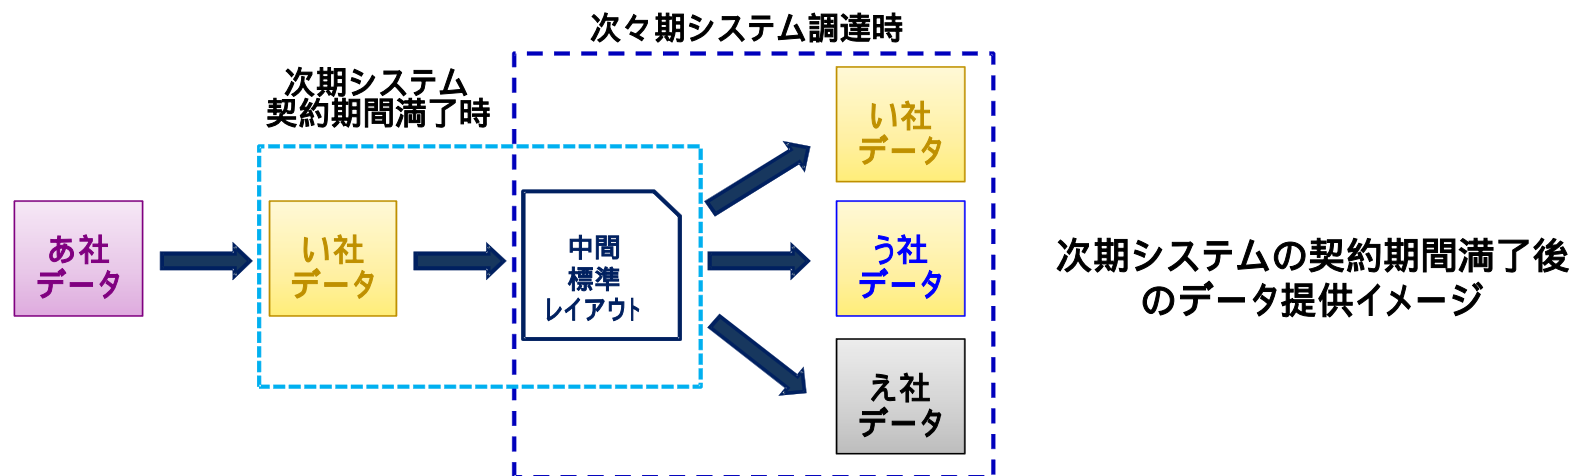 次々期システム調達時
次期システム
契約期間満了時
あ社
データ
い社
データ
中間
標準
レイアウト
い社
データ
う社
データ
え社
データ
次期システムの契約期間満了後
のデータ提供イメージ